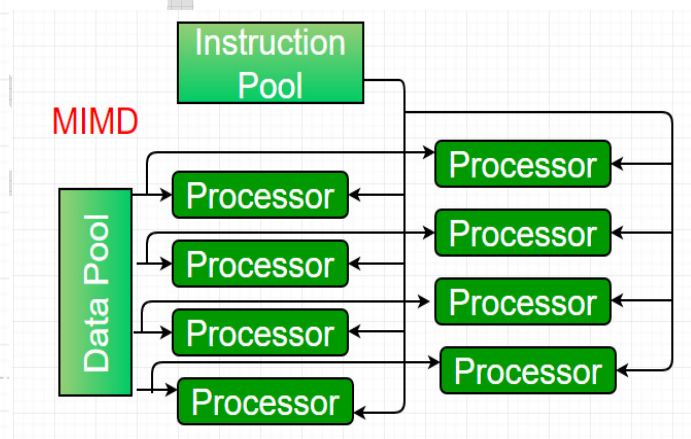 Instruction
Pool
MIMD
Processor
Processor
Processor
Processor
Data Pool
Processor
Processor
Processor
Processor